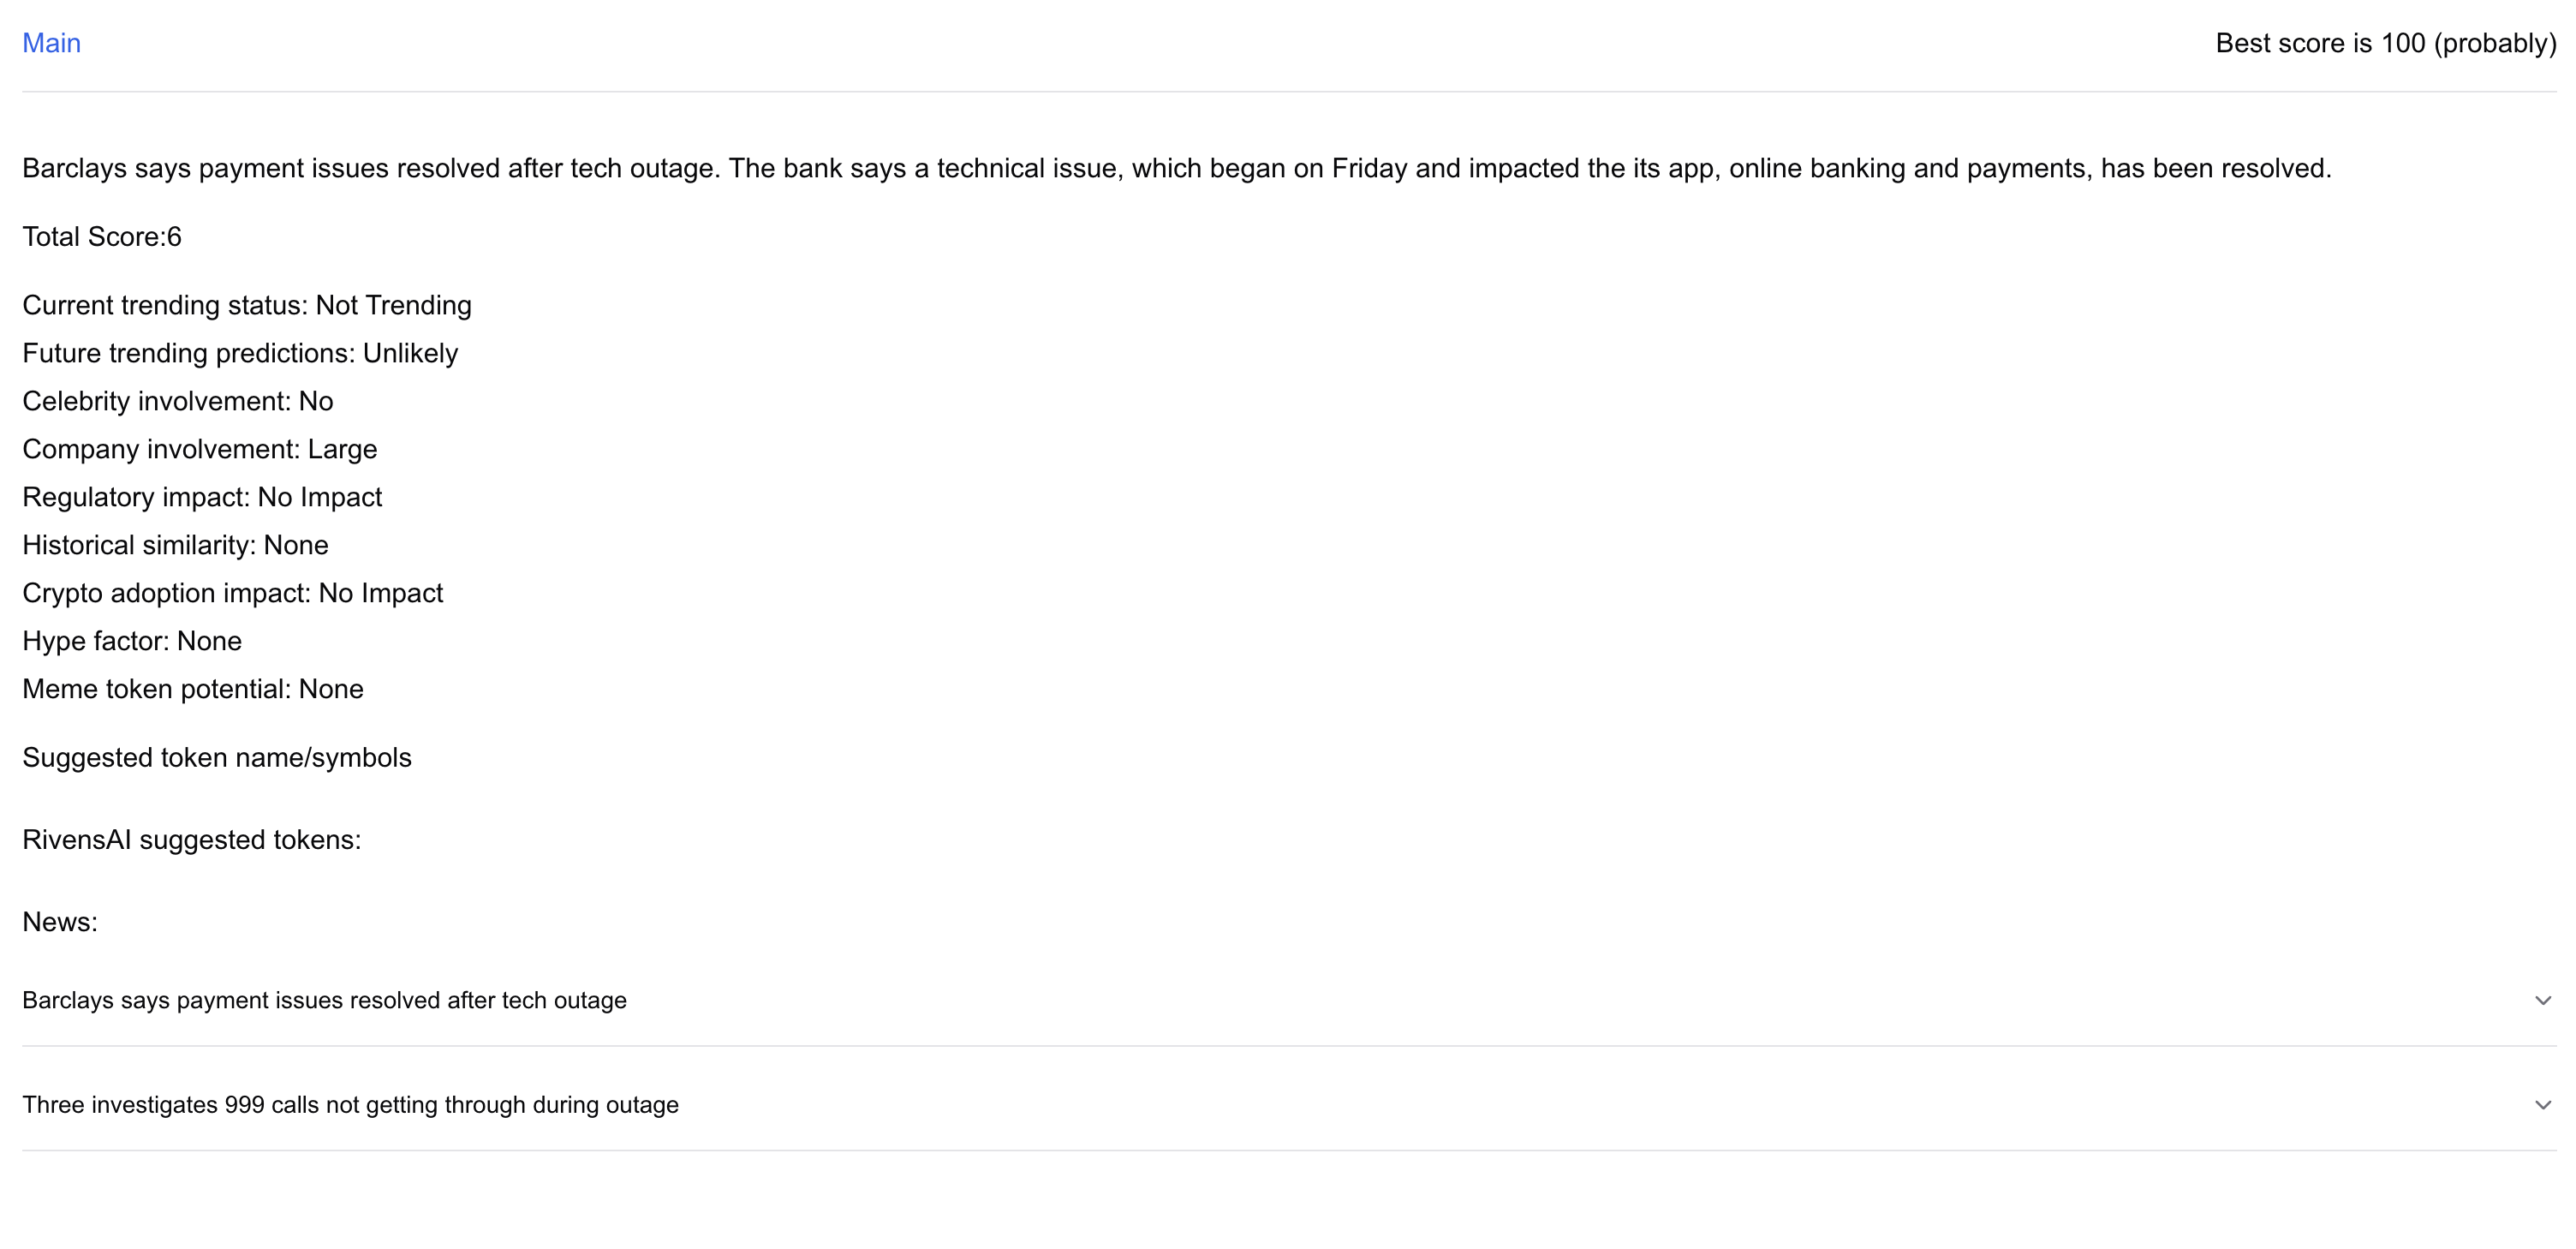 Main
Best score is 100 (probably)
Barclays says payment issues resolved after tech outage. The bank says a technical issue, which began on Friday and impacted the its app, online banking and payments, has been resolved.
Total Score:6
Current trending status: Not Trending
Future trending predictions: Unlikely
Celebrity involvement: No
Company involvement: Large
Regulatory impact: No Impact
Historical similarity: None
Crypto adoption impact: No Impact
Hype factor: None
Meme token potential: None
Suggested token name/symbols
RivensAI suggested tokens:
News:
Barclays says payment issues resolved after tech outage
Three investigates 999 calls not getting through during outage